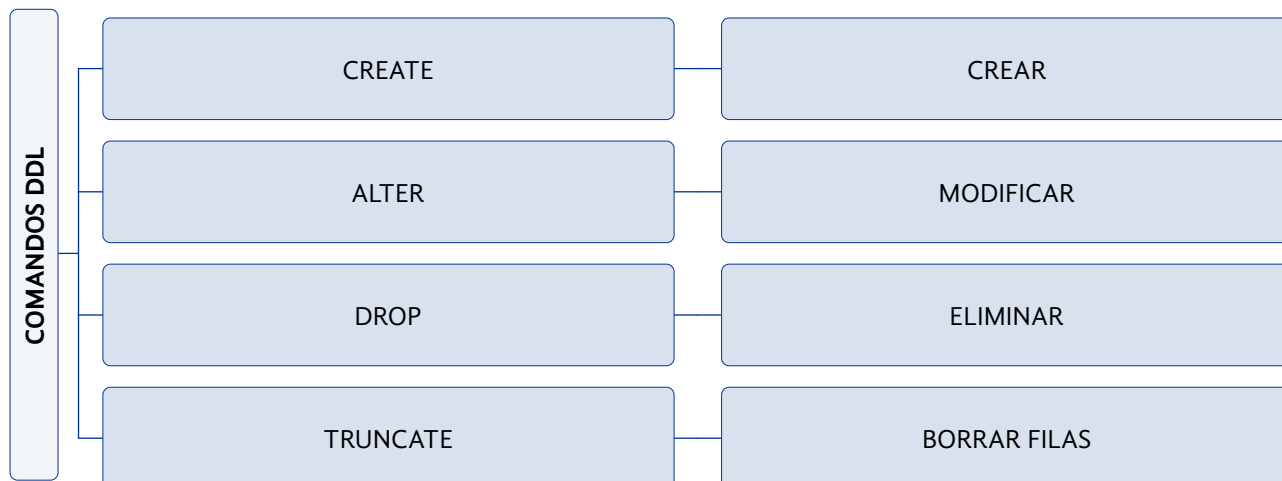 COMANDOS DDL
CREATE
CREAR
ALTER
MODIFICAR
DROP
ELIMINAR
TRUNCATE
BORRAR FILAS